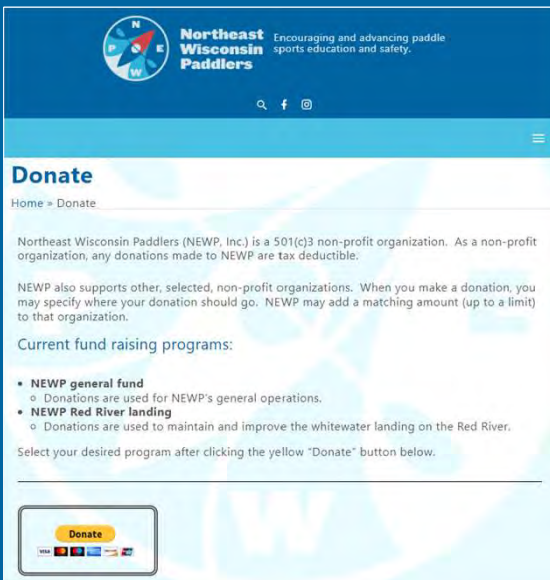 N
P O E
W
Northeast
Wisconsin
Paddlers
Encouraging and advancing paddle
sports education and safety.
Donate
Home » Donate
Northeast Wisconsin Paddlers (NEWP, Inc.) is a 501(c)3 non-profit organization. As a non-profit
organization, any donations made to NEWP are tax deductible.
NEWP also supports other, selected, non-profit organizations. When you make a donation, you
may specify where your donation should go. NEWP may add a matching amount (up to a limit)
to that organization.
Current fund raising programs:
• NEWP general fund
o Donations are used for NEWP's general operations.
• NEWP Red River landing
o Donations are used to maintain and improve the whitewater landing on the Red River.
Select your desired program after clicking the yellow "Donate" button below.
Donate
VISA